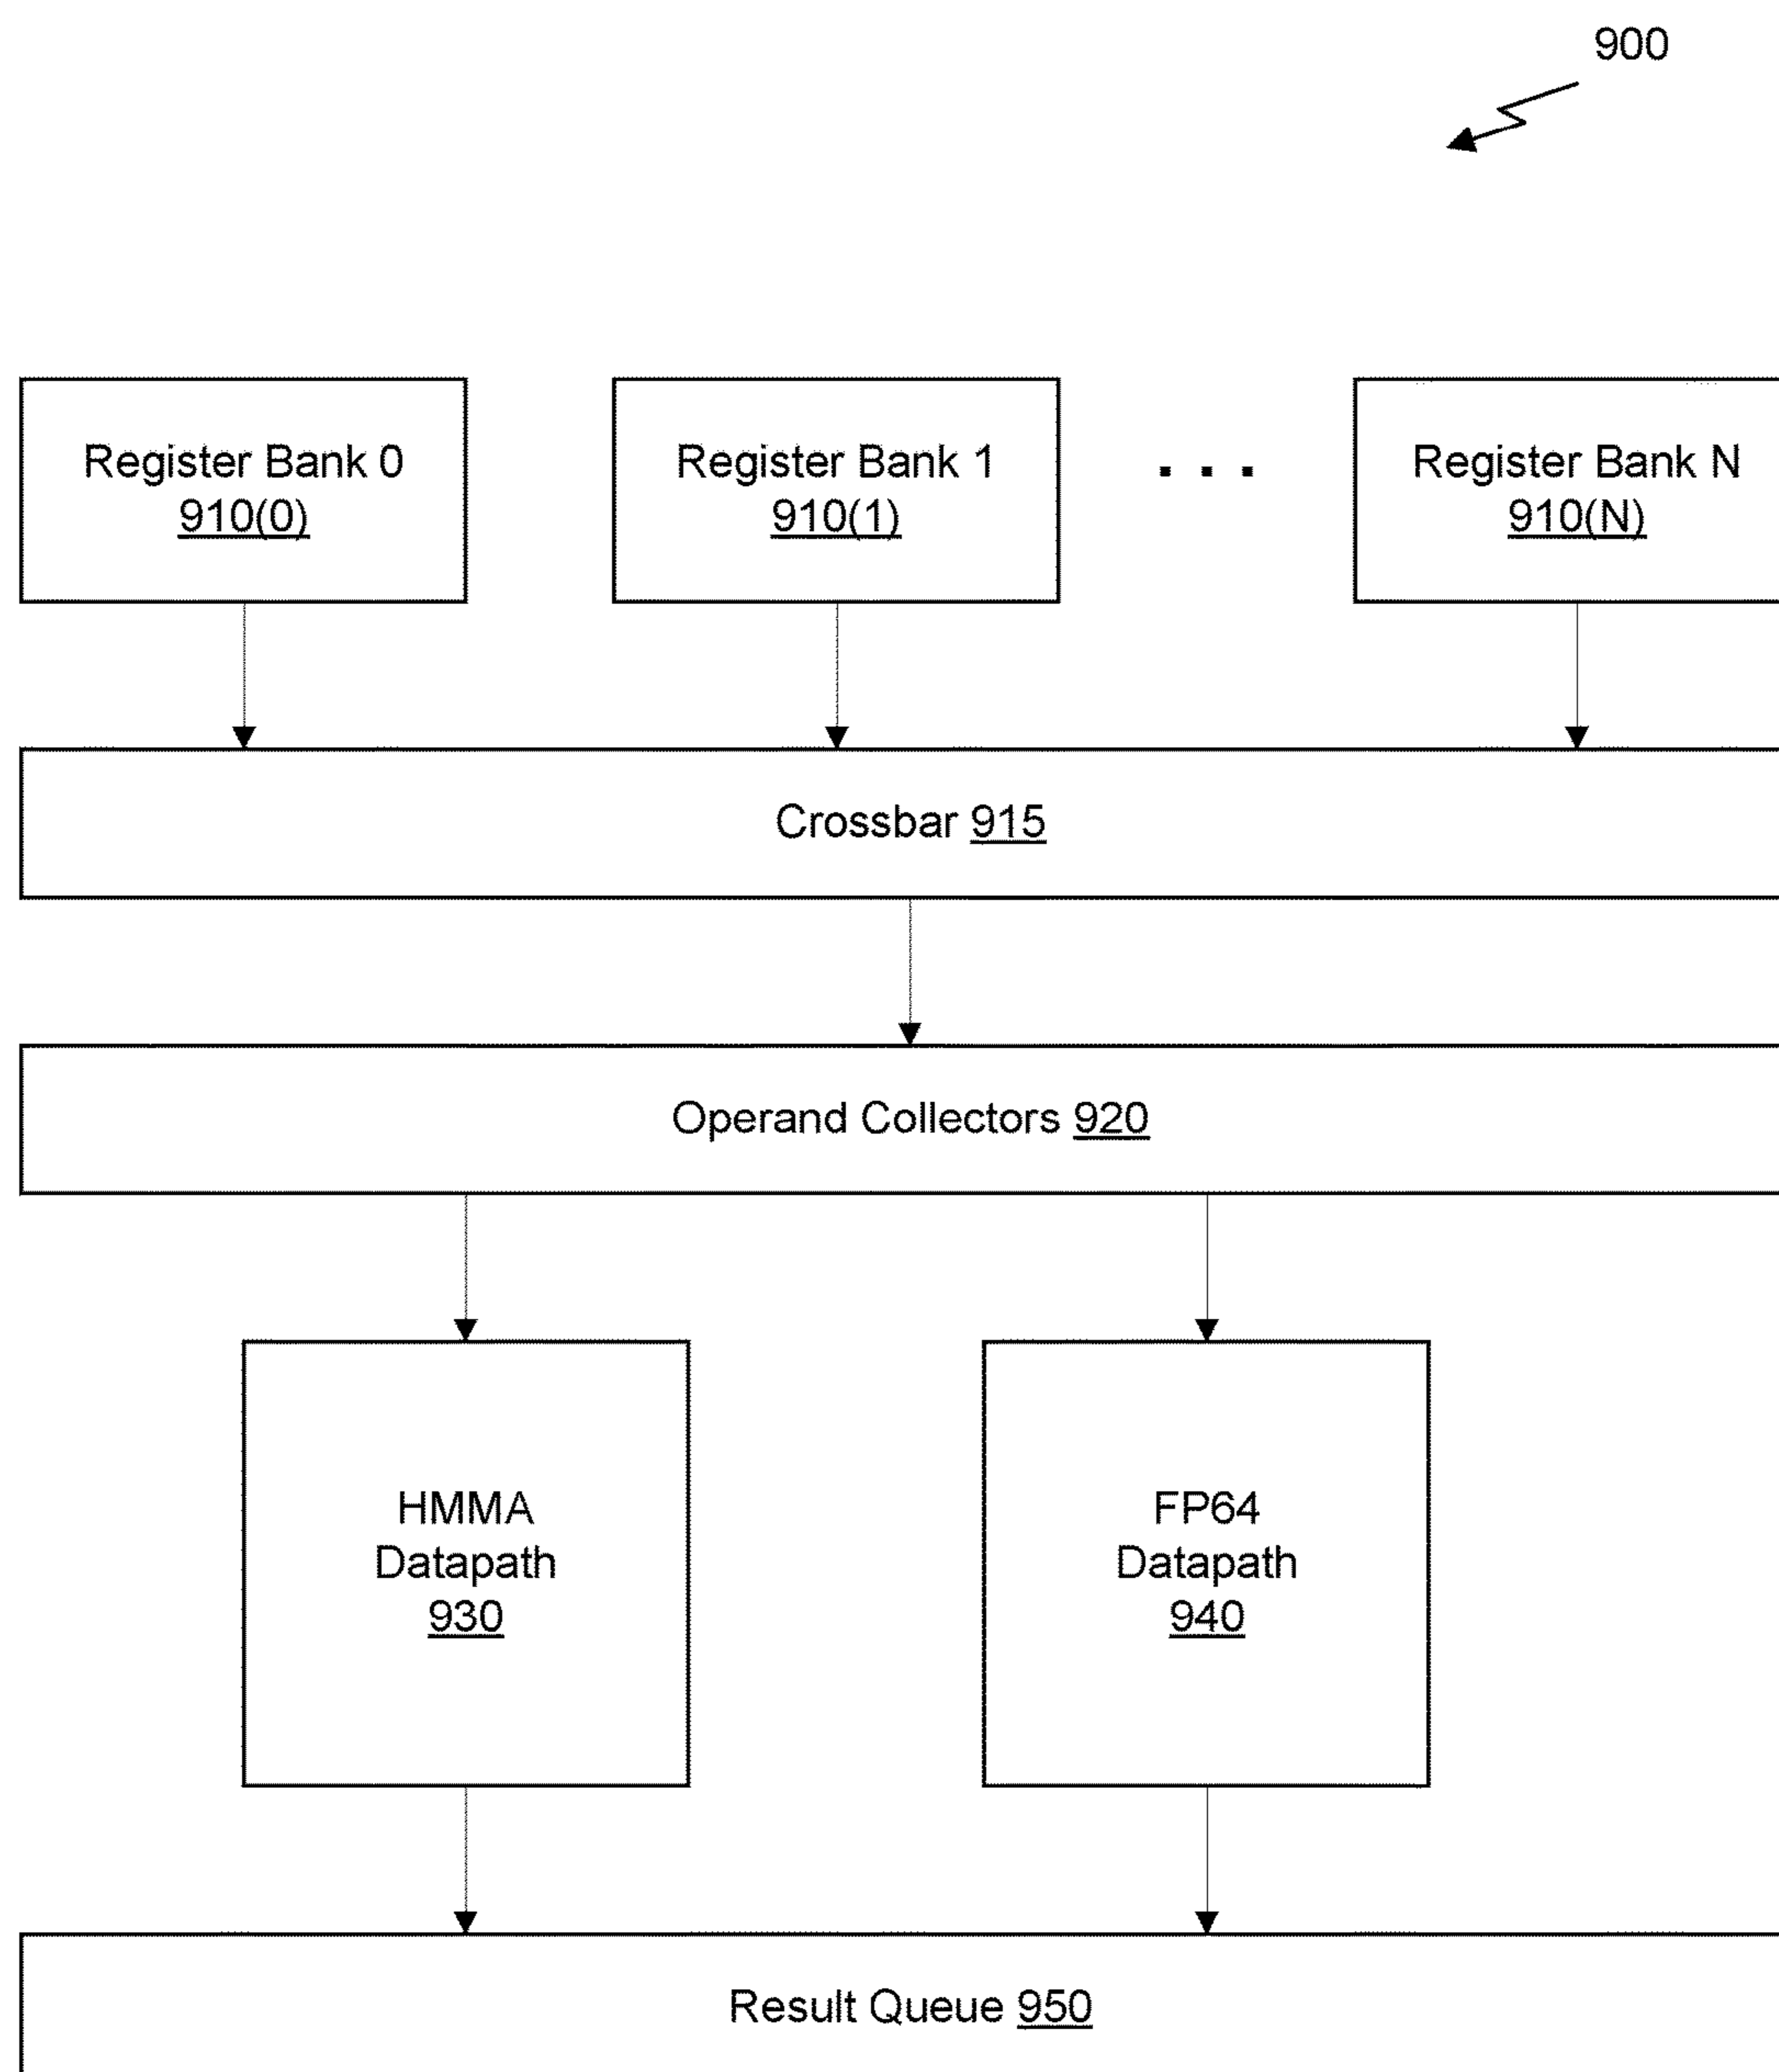 900
Register Bank 0
910(0)
Register Bank 1
910(1)
. . .
Register Bank N
910(N)
Crossbar 915
Operand Collectors 920
HMMA
Datapath
930
FP64
Datapath
940
Result Queue 950